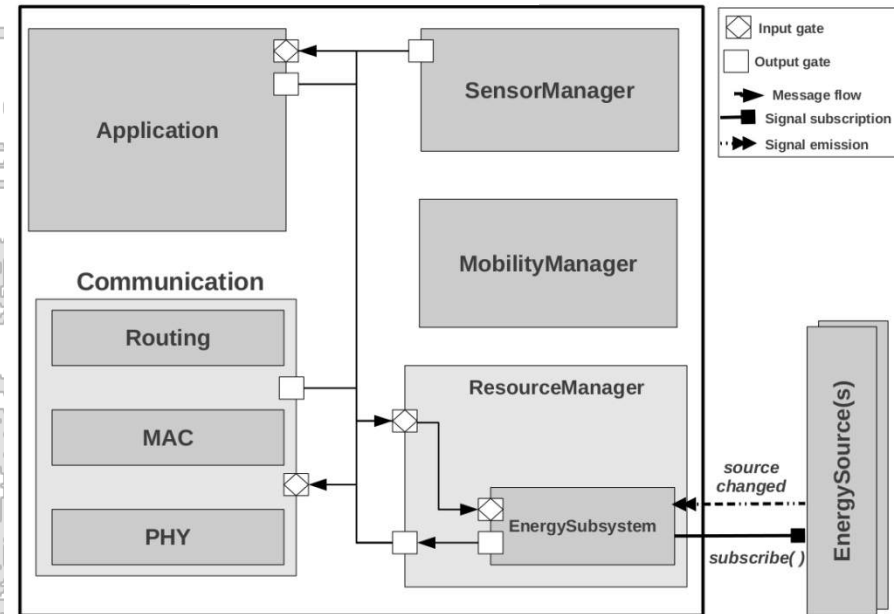 Input gate
Output gate
Message flow
Signal subscription
Signal emission
Application
SensorManager
MobilityManager
Communication
Routing
MAC
PHY
ResourceManager
EnergySubsystem
source
changed
subscribe( )
EnergySource(s)